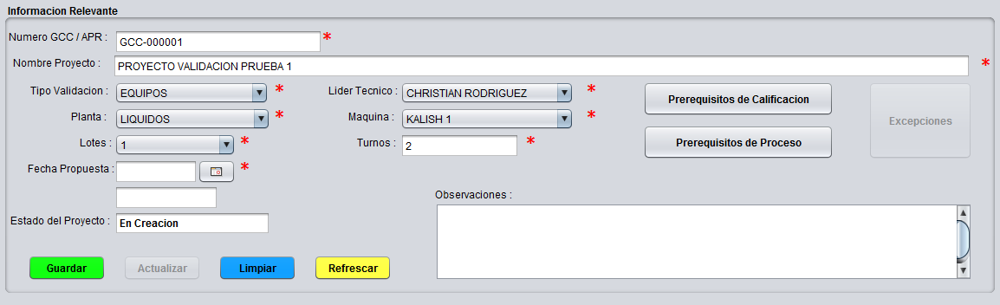 Informacion Relevante
Numero GCC / APR : GCC-000001 *
Nombre Proyecto : PROYECTO VALIDACION PRUEBA 1 *
Tipo Validacion : EQUIPOS * Lider Tecnico : CHRISTIAN RODRIGUEZ * Prerequisitos de Calificacion Excepciones
Planta : LIQUIDOS * Maquina : KALISH 1 *
Lotes : 1 * Turnos : 2 * Prerequisitos de Proceso
Fecha Propuesta : *
Observaciones :
Estado del Proyecto : En Creacion
Guardar Actualizar Limpiar Refrescar